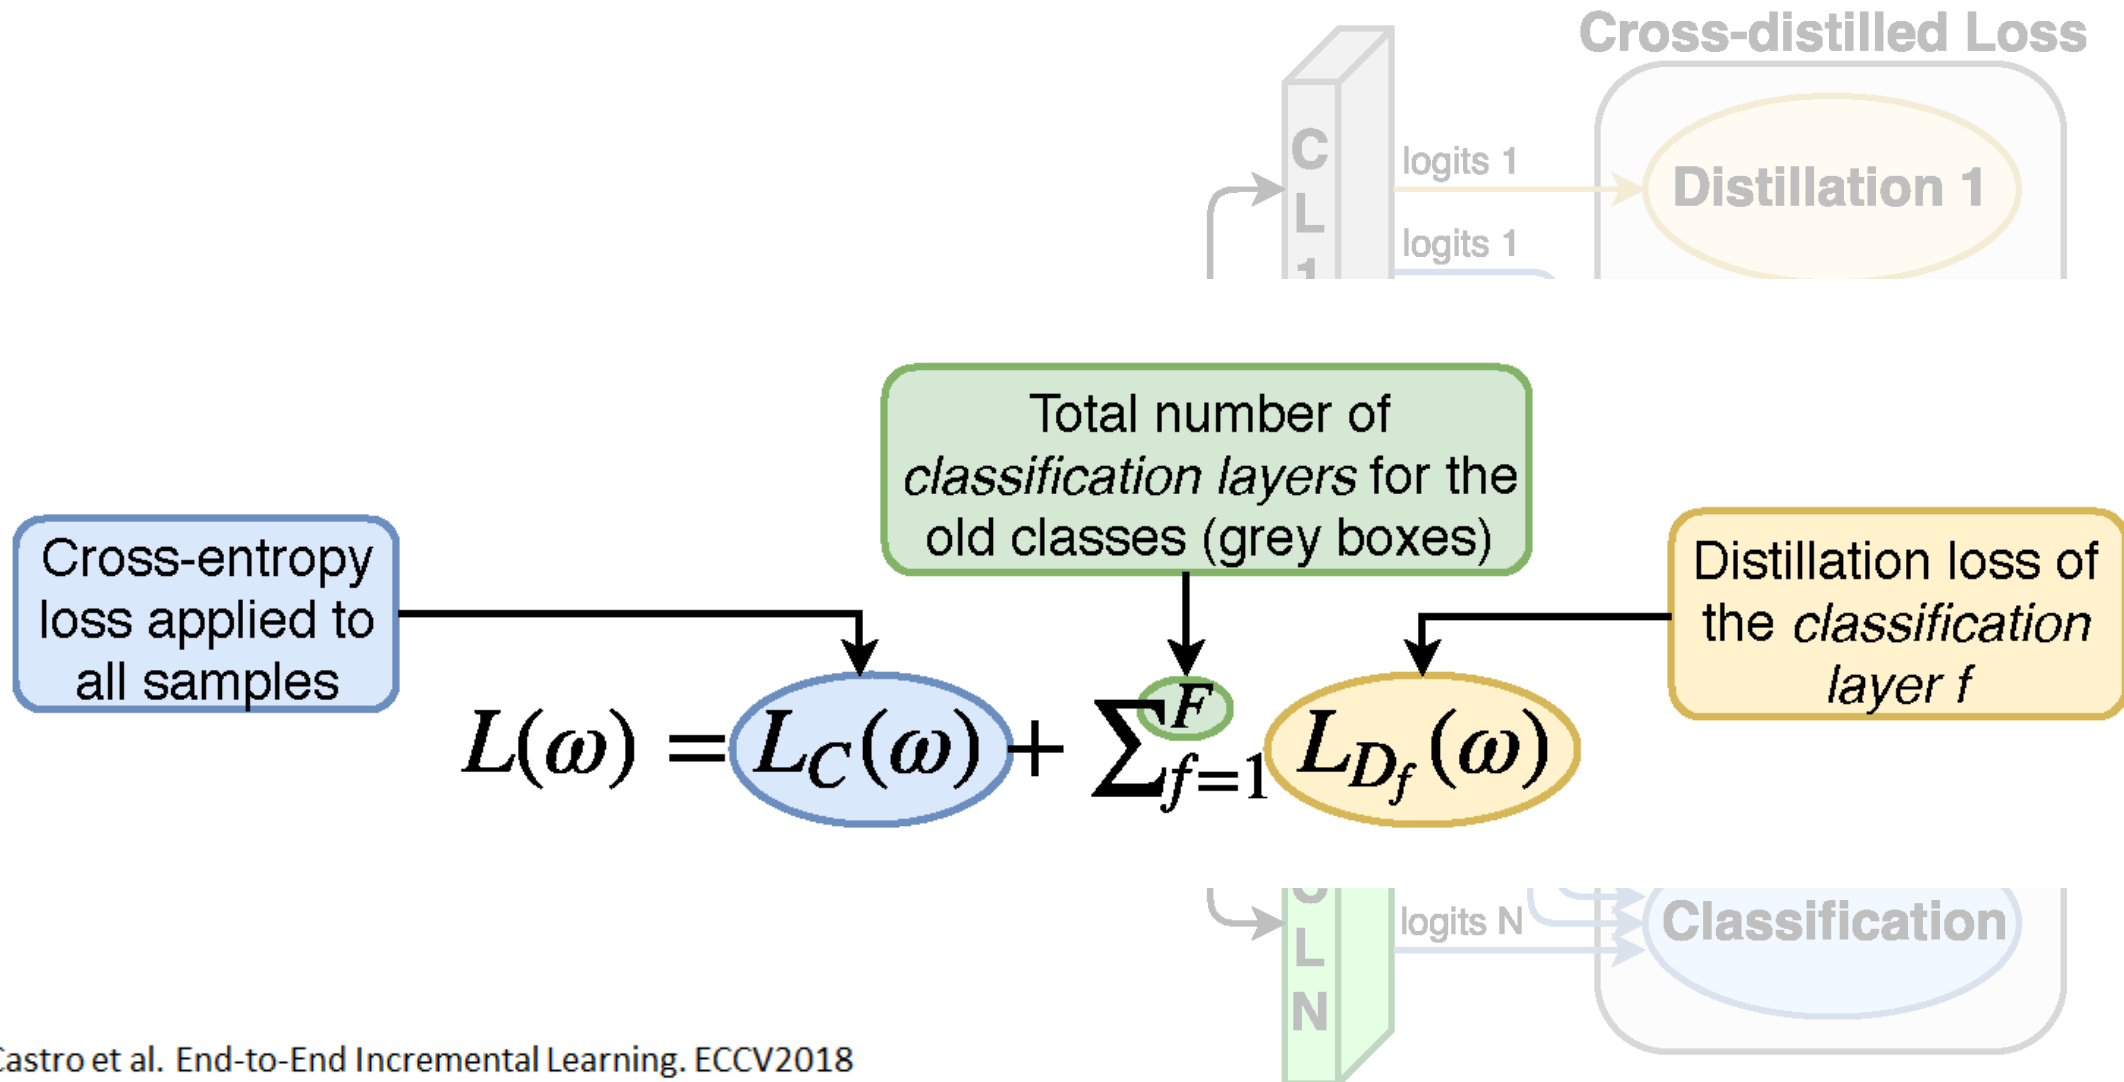 Cross-distilled Loss
C
L
1
logits 1
Distillation 1
logits 1
Total number of
classification layers for the
old classes (grey boxes)
Cross-entropy
loss applied to
all samples
Distillation loss of
the classification
layer f
L(ω) = L_C(ω) + ∑_{f=1}^{F} L_{D_f}(ω)
L
N
logits N
Classification
Castro et al. End-to-End Incremental Learning. ECCV2018